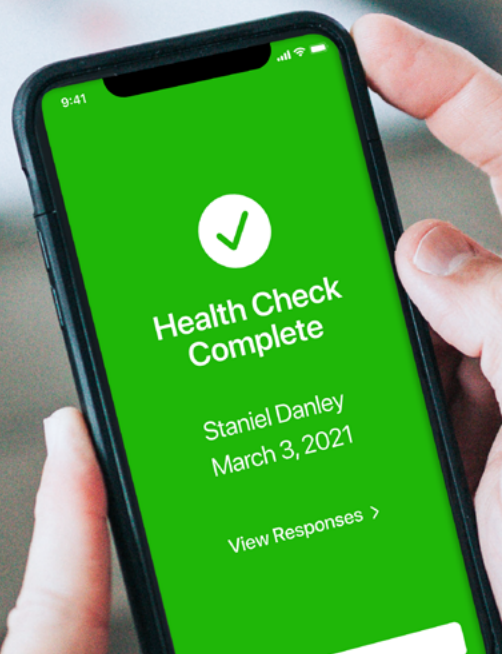 9:41
Health Check
Complete
Staniel Danley
March 3, 2021
View Responses >